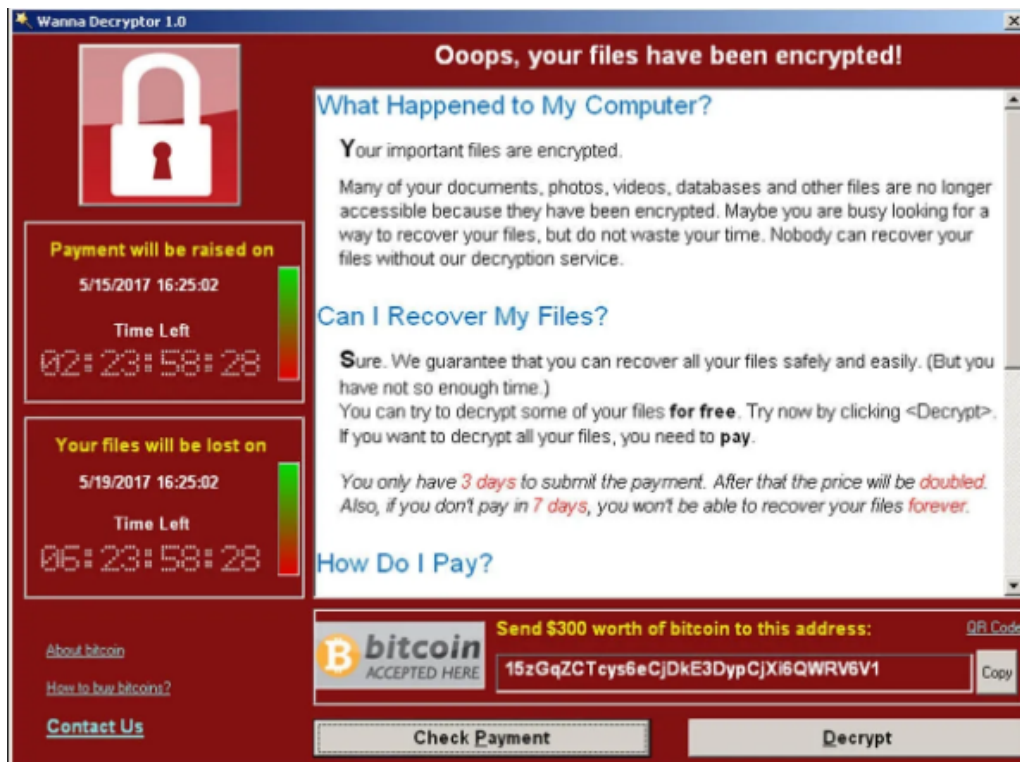 Wanna Decryptor 1.0
Ooops, your files have been encrypted!
Payment will be raised on
5/15/2017 16:25:02
Time Left
02:23:58:28
Your files will be lost on
5/19/2017 16:25:02
Time Left
06:23:58:28
About bitcoin
How to buy bitcoins?
Contact Us
What Happened to My Computer?
Your important files are encrypted.
Many of your documents, photos, videos, databases and other files are no longer
accessible because they have been encrypted. Maybe you are busy looking for a
way to recover your files, but do not waste your time. Nobody can recover your
files without our decryption service.
Can I Recover My Files?
Sure. We guarantee that you can recover all your files safely and easily. (But you
have not so enough time.)
You can try to decrypt some of your files for free. Try now by clicking <Decrypt>.
If you want to decrypt all your files, you need to pay.
You only have 3 days to submit the payment. After that the price will be doubled.
Also, if you don't pay in 7 days, you won't be able to recover your files forever.
How Do I Pay?
bitcoin
ACCEPTED HERE
Send $300 worth of bitcoin to this address:
QR Code
15zGqZCTcys6eCjDkE3DypCjXi6QWRV6V1
Copy
Check Payment
Decrypt